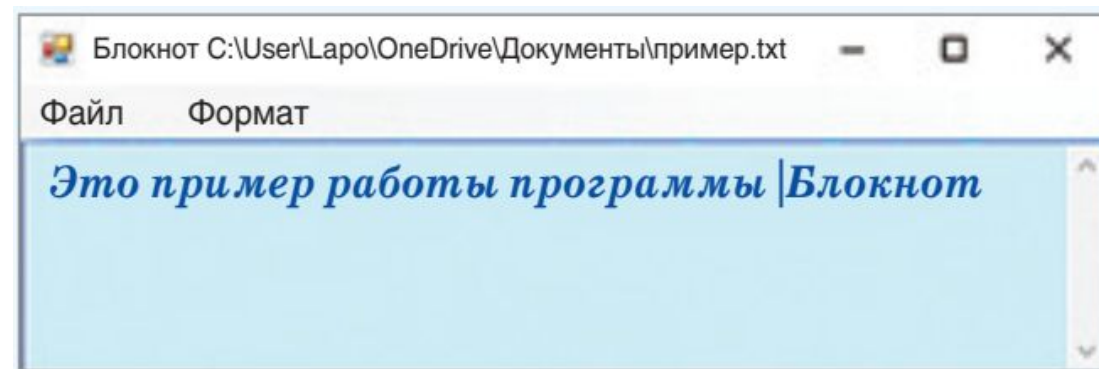 Блокнот C:\User\Lapo\OneDrive\Документы\пример.txt
Файл Формат
Это пример работы программы Блокнот